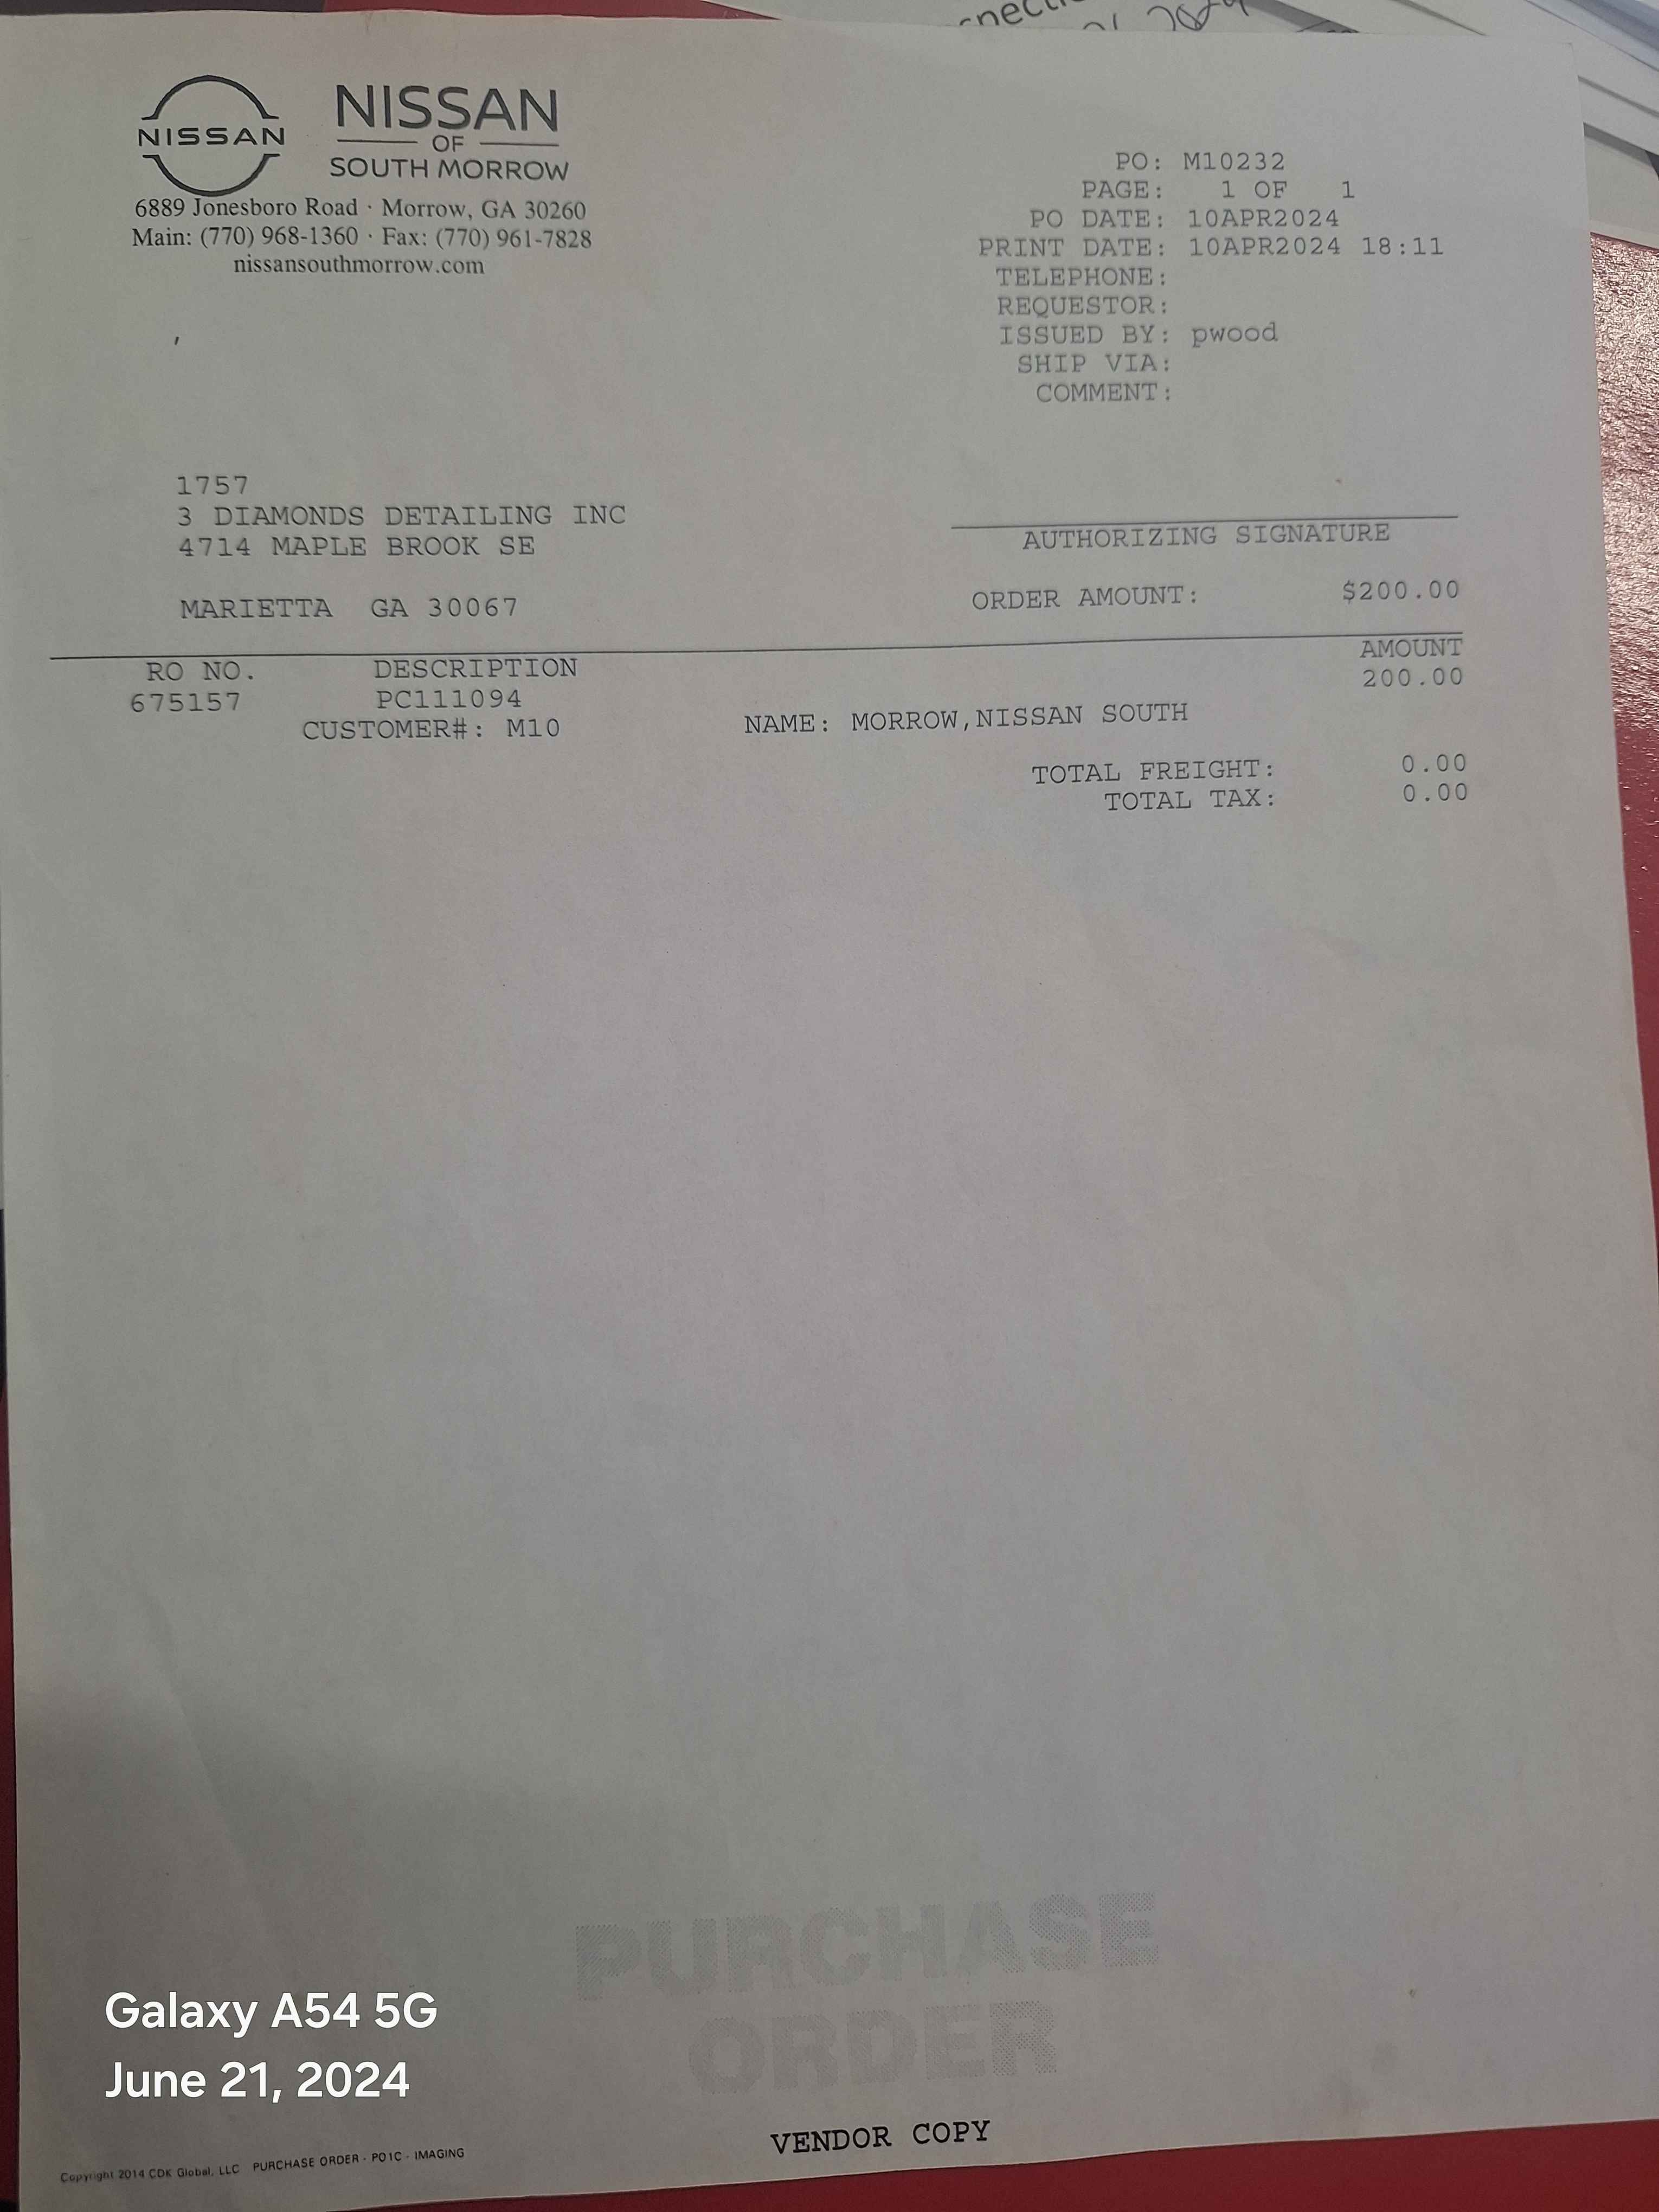 NISSAN
NISSAN
OF
SOUTH MORROW
6889 Jonesboro Road · Morrow, GA 30260
Main: (770) 968-1360 · Fax: (770) 961-7828
nissansouthmorrow.com
PO: M10232
PAGE: 1 OF 1
PO DATE: 10APR2024
PRINT DATE: 10APR2024 18:11
TELEPHONE:
REQUESTOR:
ISSUED BY: pwood
SHIP VIA:
COMMENT:
1757
3 DIAMONDS DETAILING INC
4714 MAPLE BROOK SE
MARIETTA GA 30067
AUTHORIZING SIGNATURE
ORDER AMOUNT: $200.00
RO NO. DESCRIPTION AMOUNT
675157 PC111094 200.00
CUSTOMER#: M10 NAME: MORROW,NISSAN SOUTH
TOTAL FREIGHT: 0.00
TOTAL TAX: 0.00
PURCHASE
ORDER
Galaxy A54 5G
June 21, 2024
VENDOR COPY
Copyright 2014 CDK Global, LLC PURCHASE ORDER - PO1C - IMAGING